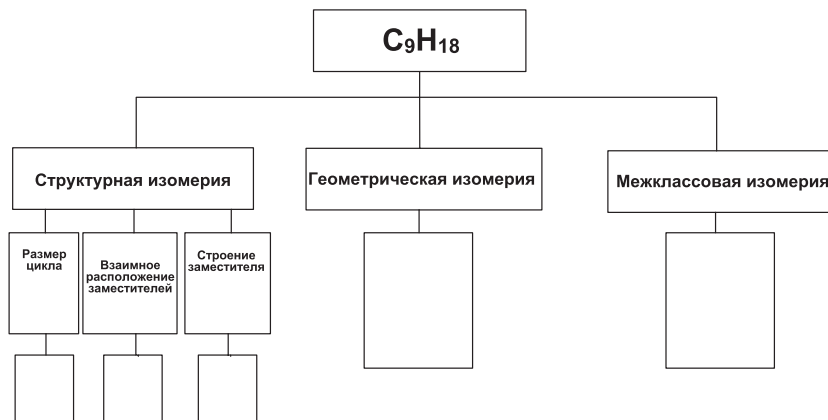 C₉H₁₈
Структурная изомерия
Геометрическая изомерия
Межклассовая изомерия
Размер
цикла
Взаимное
расположение
заместителей
Строение
заместителя